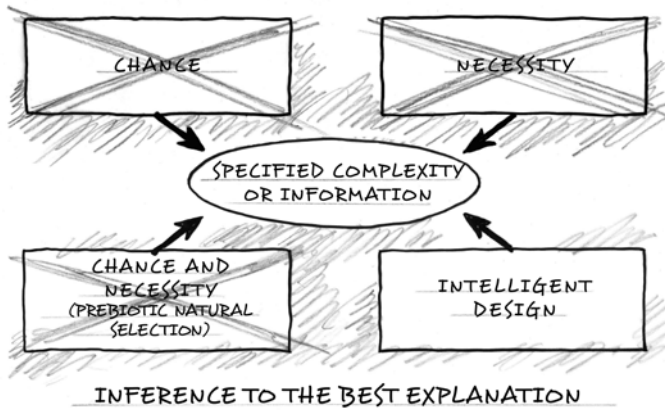 CHANCE
NECESSITY
SPECIFIED COMPLEXITY
OR INFORMATION
CHANCE AND
NECESSITY
(PREBIOTIC NATURAL
SELECTION)
INTELLIGENT
DESIGN
INFERENCE TO THE BEST EXPLANATION